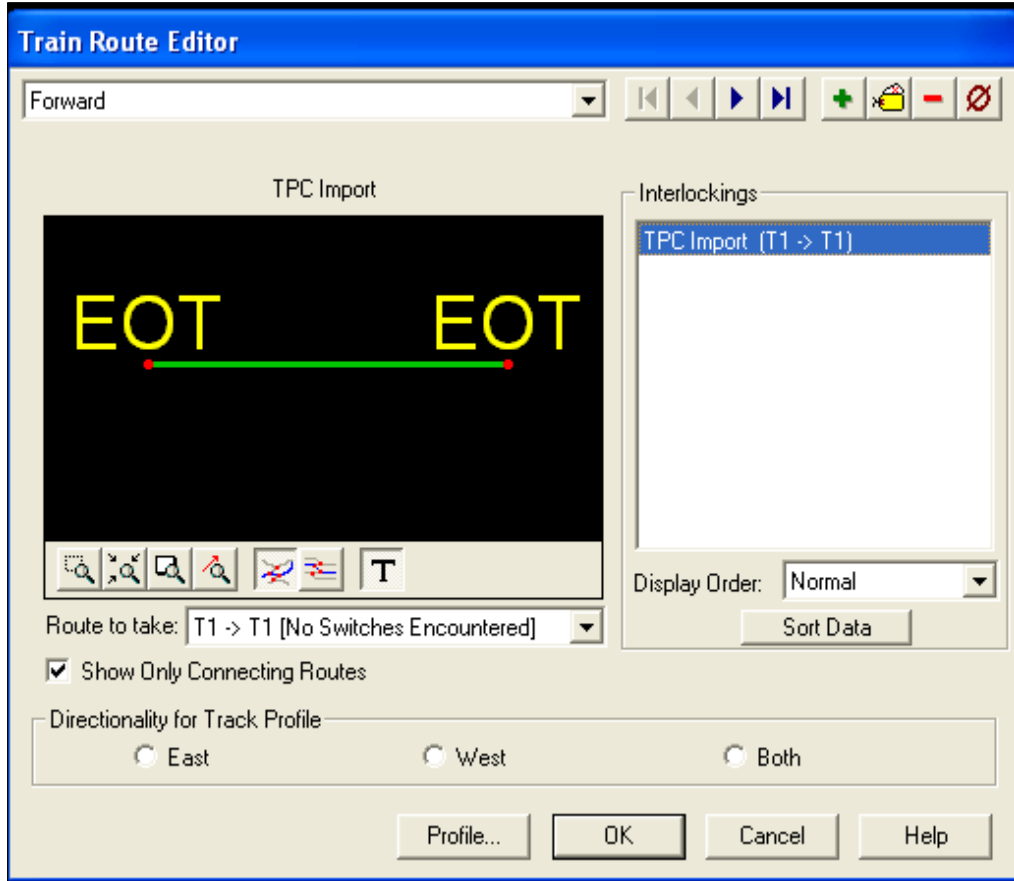 Train Route Editor
Forward
TPC Import
EOT EOT
T
Route to take: T1 -> T1 [No Switches Encountered]
Show Only Connecting Routes
Interlockings
TPC Import (T1 -> T1)
Display Order: Normal
Sort Data
Directionality for Track Profile
East West Both
Profile... OK Cancel Help